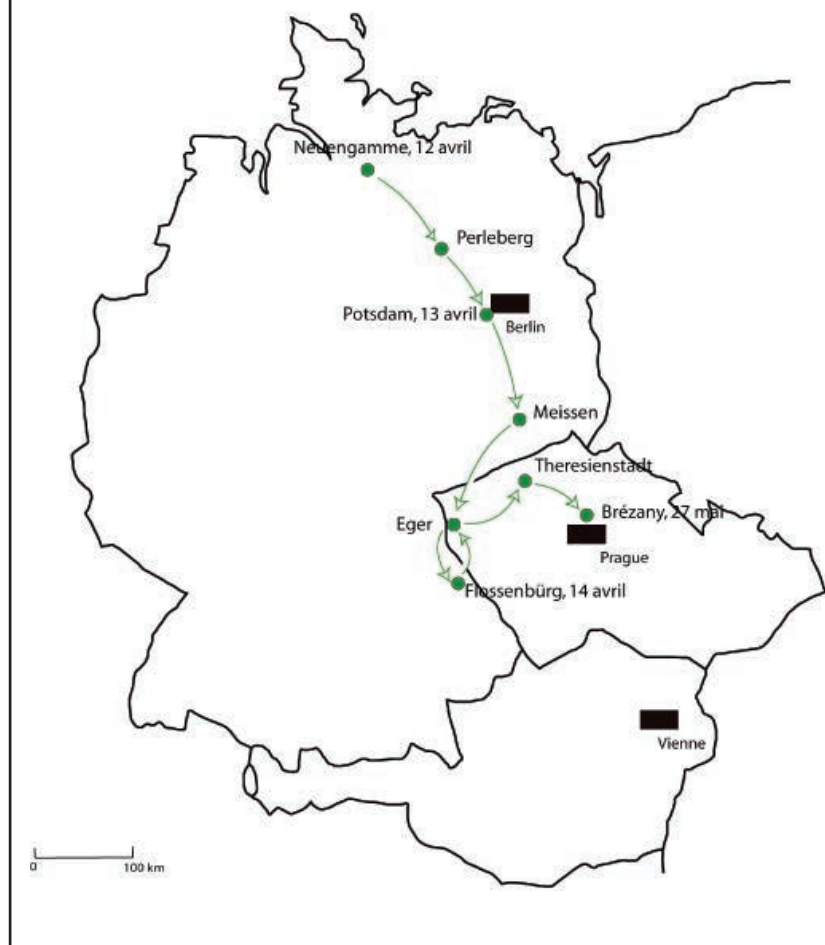 Neuengamme, 12 avril
Perleberg
Potsdam, 13 avril
Berlin
Meissen
Theresienstadt
Eger
Brézany, 27 mai
Prague
Flossenbürg, 14 avril
Vienne
0
100 km